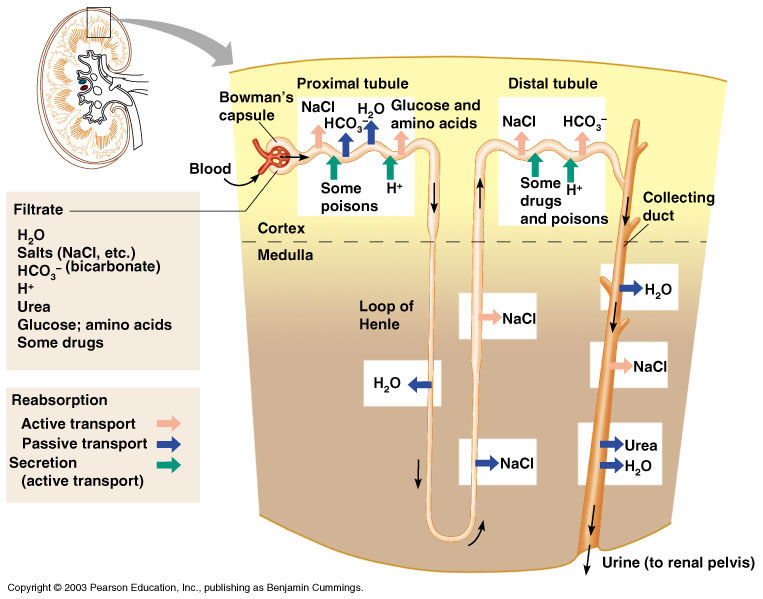 Proximal tubule
Distal tubule
Bowman's
capsule
NaCl
HCO₃⁻
H₂O
Glucose and
amino acids
NaCl
HCO₃⁻
Blood
Some
poisons
H⁺
Some
drugs
and poisons
H⁺
Collecting
duct
Filtrate
H₂O
Salts (NaCl, etc.)
HCO₃⁻ (bicarbonate)
H⁺
Urea
Glucose; amino acids
Some drugs
Cortex
Medulla
Loop of
Henle
H₂O
NaCl
H₂O
NaCl
NaCl
Urea
H₂O
Reabsorption
Active transport
Passive transport
Secretion
(active transport)
Urine (to renal pelvis)
Copyright © 2003 Pearson Education, Inc., publishing as Benjamin Cummings.